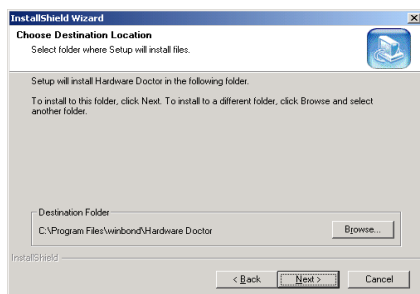 InstallShield Wizard
Choose Destination Location
Select folder where Setup will install files.
Setup will install Hardware Doctor in the following folder.
To install to this folder, click Next. To install to a different folder, click Browse and select
another folder.
Destination Folder
C:\Program Files\winbond\Hardware Doctor
Browse...
InstallShield
< Back
Next >
Cancel